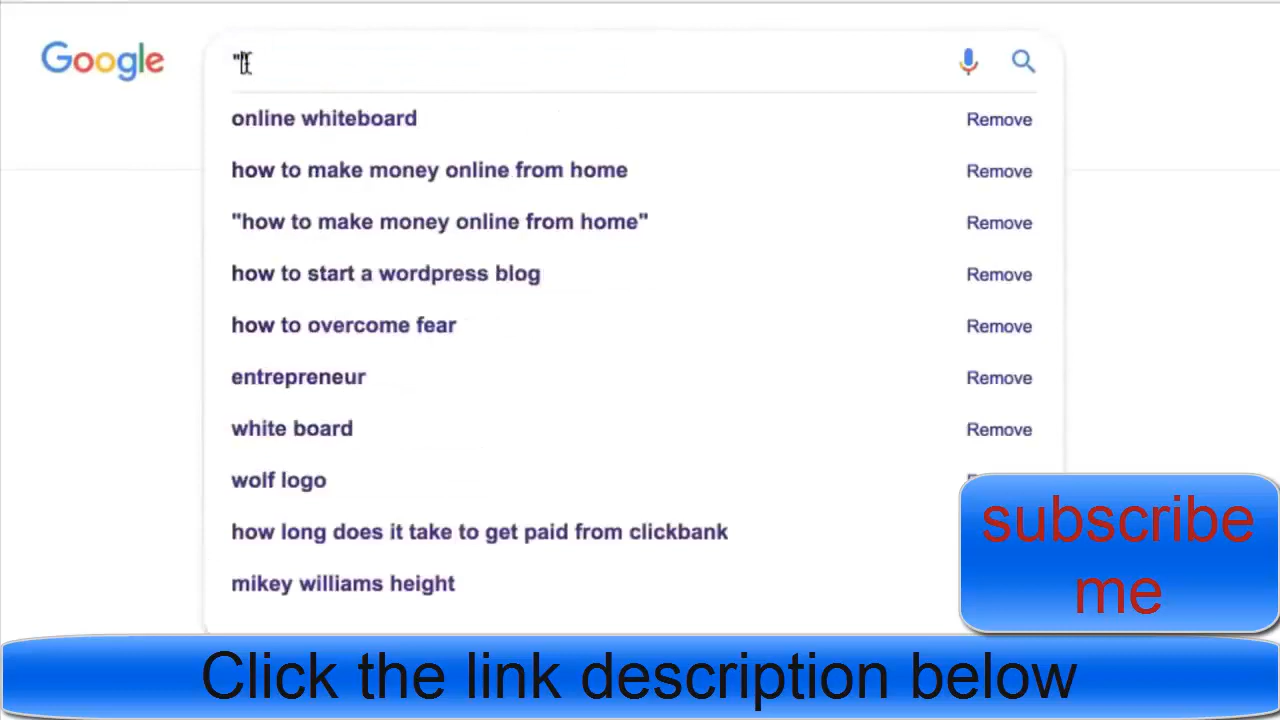 Google
"
online whiteboard Remove
how to make money online from home Remove
"how to make money online from home" Remove
how to start a wordpress blog Remove
how to overcome fear Remove
entrepreneur Remove
white board Remove
wolf logo
how long does it take to get paid from clickbank
mikey williams height
subscribe
me
Click the link description below